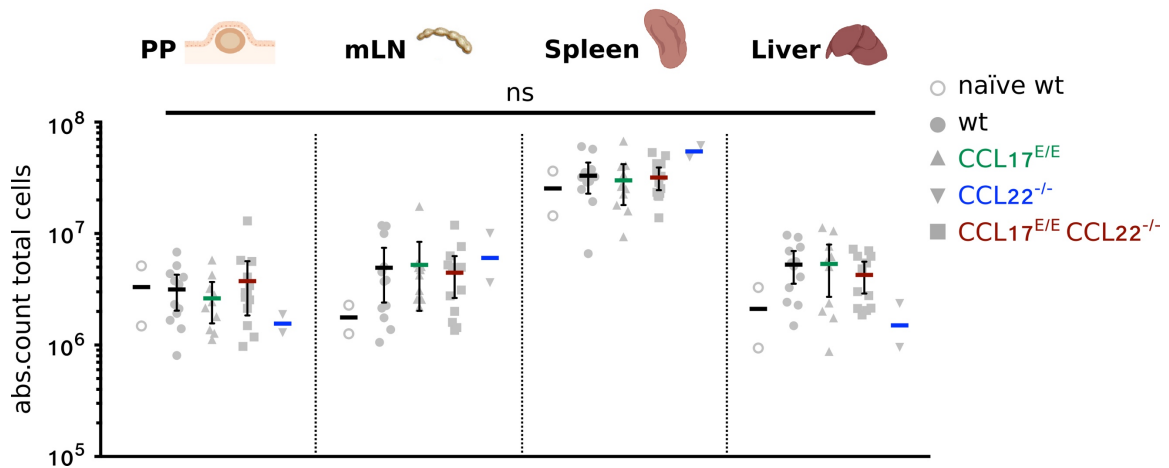 PP mLN Spleen Liver
ns
naïve wt
wt
CCL17^E/E
CCL22^-/-
CCL17^E/E CCL22^-/-
abs.count total cells
10^8
10^7
10^6
10^5